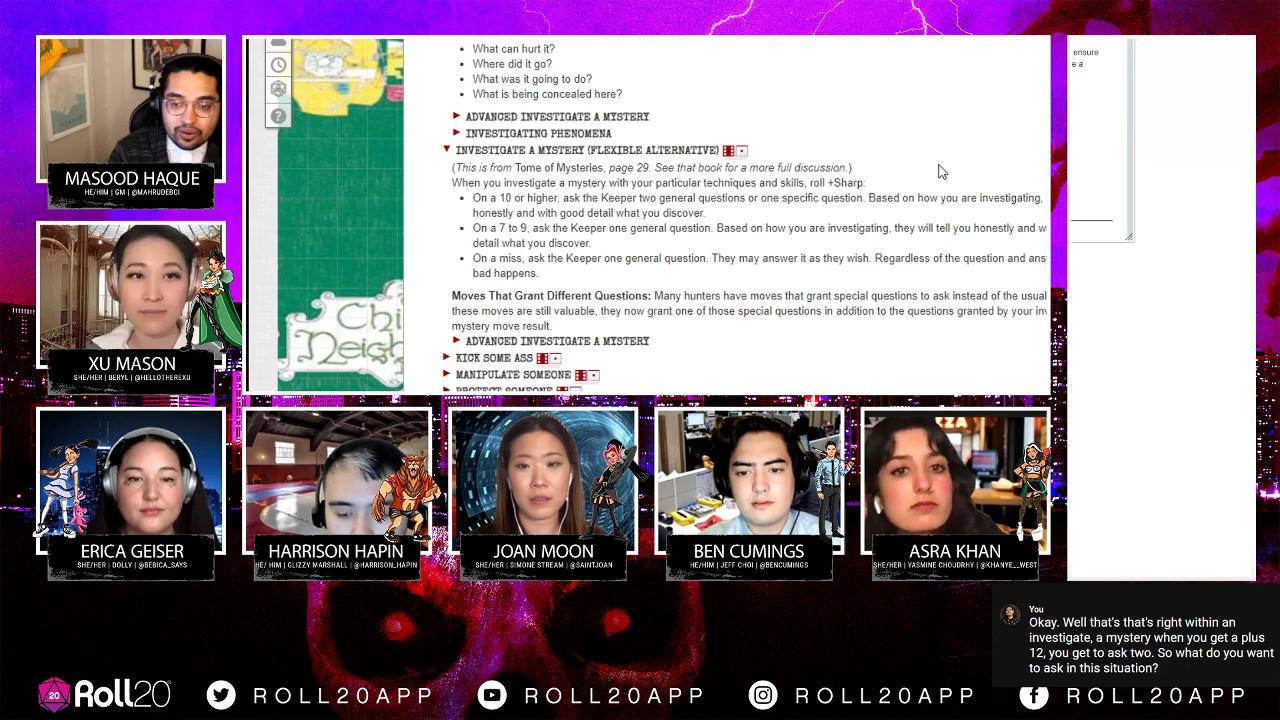 What can hurt it?
Where did it go?
What was it going to do?
What is being concealed here?
ADVANCED INVESTIGATE A MYSTERY
INVESTIGATING PHENOMENA
INVESTIGATE A MYSTERY (FLEXIBLE ALTERNATIVE)
(This is from Tome of Mysteries, page 29. See that book for a more full discussion.)
When you investigate a mystery with your particular techniques and skills, roll +Sharp:
On a 10 or higher, ask the Keeper two general questions or one specific question. Based on how you are investigating,
honestly and with good detail what you discover.
On a 7 to 9, ask the Keeper one general question. Based on how you are investigating, they will tell you honestly and w
detail what you discover.
On a miss, ask the Keeper one general question. They may answer it as they wish. Regardless of the question and ans
bad happens.
Moves That Grant Different Questions: Many hunters have moves that grant special questions to ask instead of the usual
these moves are still valuable, they now grant one of those special questions in addition to the questions granted by your inv
mystery move result.
ADVANCED INVESTIGATE A MYSTERY
KICK SOME ASS
MANIPULATE SOMEONE
PROTECT SOMEONE
Chi
Neigh
ensure
e a
MASOOD HAQUE
HE/HIM | GM | @MAHRUDEBOI
XU MASON
SHE/HER | BERYL | @HELLOTHEREXU
ERICA GEISER
SHE/HER | DOLLY | @BEBICA_SAYS
HARRISON HAPIN
HE/ HIM | GLIZZY MARSHALL | @HARRISON_HAPIN
JOAN MOON
SHE/HER | SIMONE STREAM | @SAINTJOAN
BEN CUMINGS
HE/HIM | JEFF CHOI | @BENCUMINGS
ZZA
ASRA KHAN
SHE/HER | YASMINE CHOUDRHY | @KHANYE__WEST
You
Okay. Well that's that's right within an
investigate, a mystery when you get a plus
12, you get to ask two. So what do you want
to ask in this situation?
20
Roll20
ROLL20APP
ROLL20APP
ROLL20APP
ROLL20APP